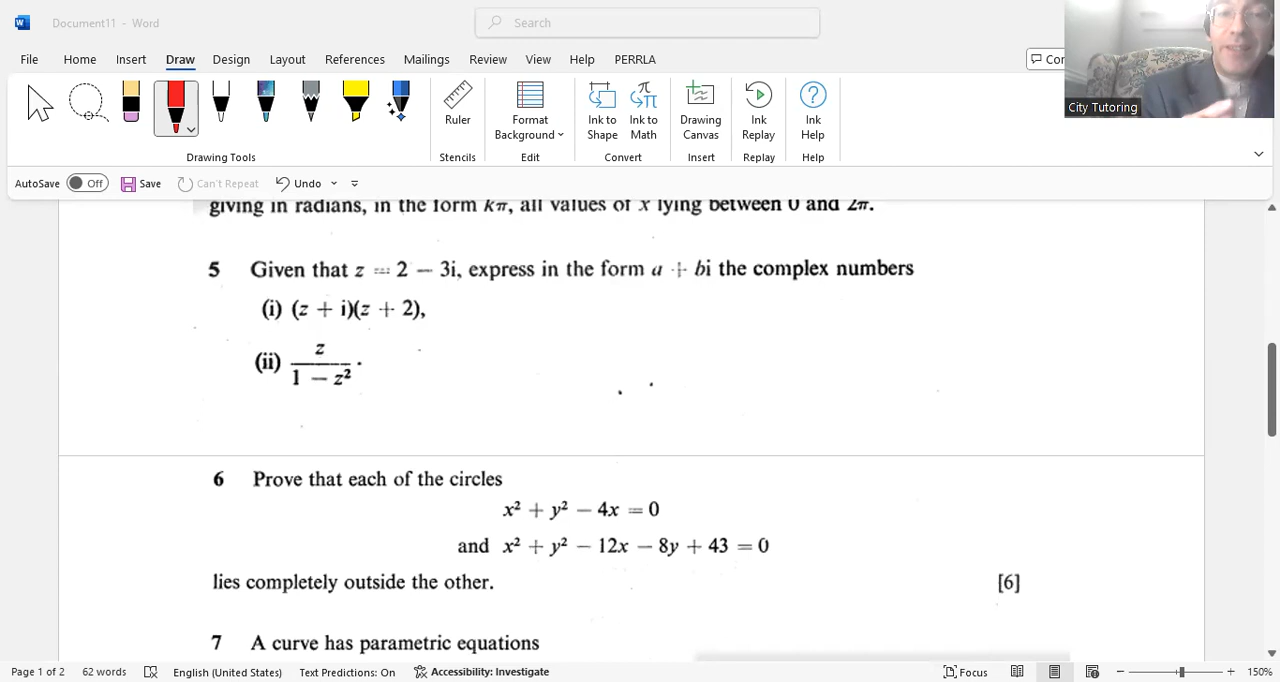 Document11 - Word
Search
File Home Insert Draw Design Layout References Mailings Review View Help PERRLA
City Tutoring
Ruler
Format Background
Ink to Shape
Ink to Math
Drawing Canvas
Ink Replay
Ink Help
Drawing Tools Stencils Edit Convert Insert Replay Help
AutoSave Off Save Can't Repeat Undo
giving in radians, in the form kπ, all values of x lying between 0 and 2π.
5 Given that z = 2 − 3i, express in the form a + bi the complex numbers
(i) (z + i)(z + 2),
(ii) z / 1 − z² .
6 Prove that each of the circles
x² + y² − 4x = 0
and x² + y² − 12x − 8y + 43 = 0
lies completely outside the other. [6]
7 A curve has parametric equations
Page 1 of 2 62 words English (United States) Text Predictions: On Accessibility: Investigate Focus 150%